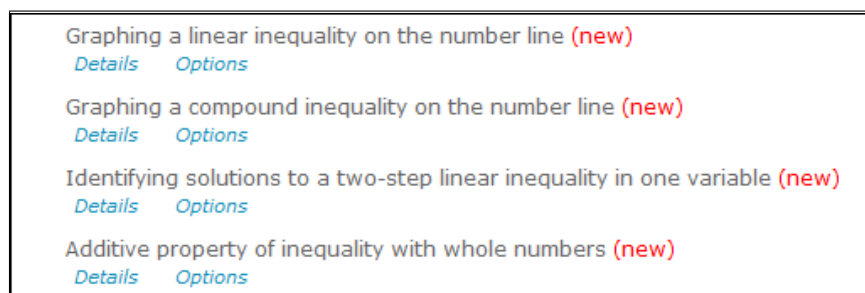 Graphing a linear inequality on the number line (new)
Details Options
Graphing a compound inequality on the number line (new)
Details Options
Identifying solutions to a two-step linear inequality in one variable (new)
Details Options
Additive property of inequality with whole numbers (new)
Details Options